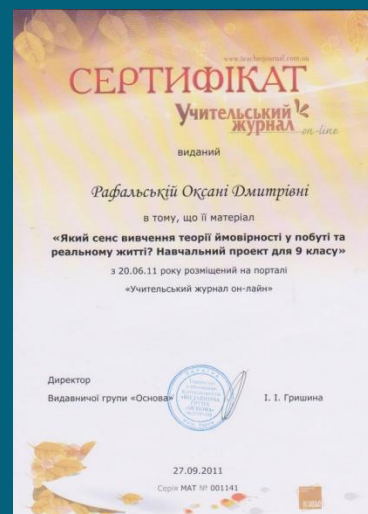 www.teacherjournal.com.ua
СЕРТИФІКАТ
Учительський
журнал on-line
виданий
Рафальській Оксані Дмитрівні
в тому, що її матеріал
«Який сенс вивчення теорії ймовірності у побуті та
реальному житті? Навчальний проект для 9 класу»
з 20.06.11 року розміщений на порталі
«Учительський журнал он-лайн»
Директор
Видавничої групи «Основа» І. І. Гришина
27.09.2011
Серія МАТ № 001141